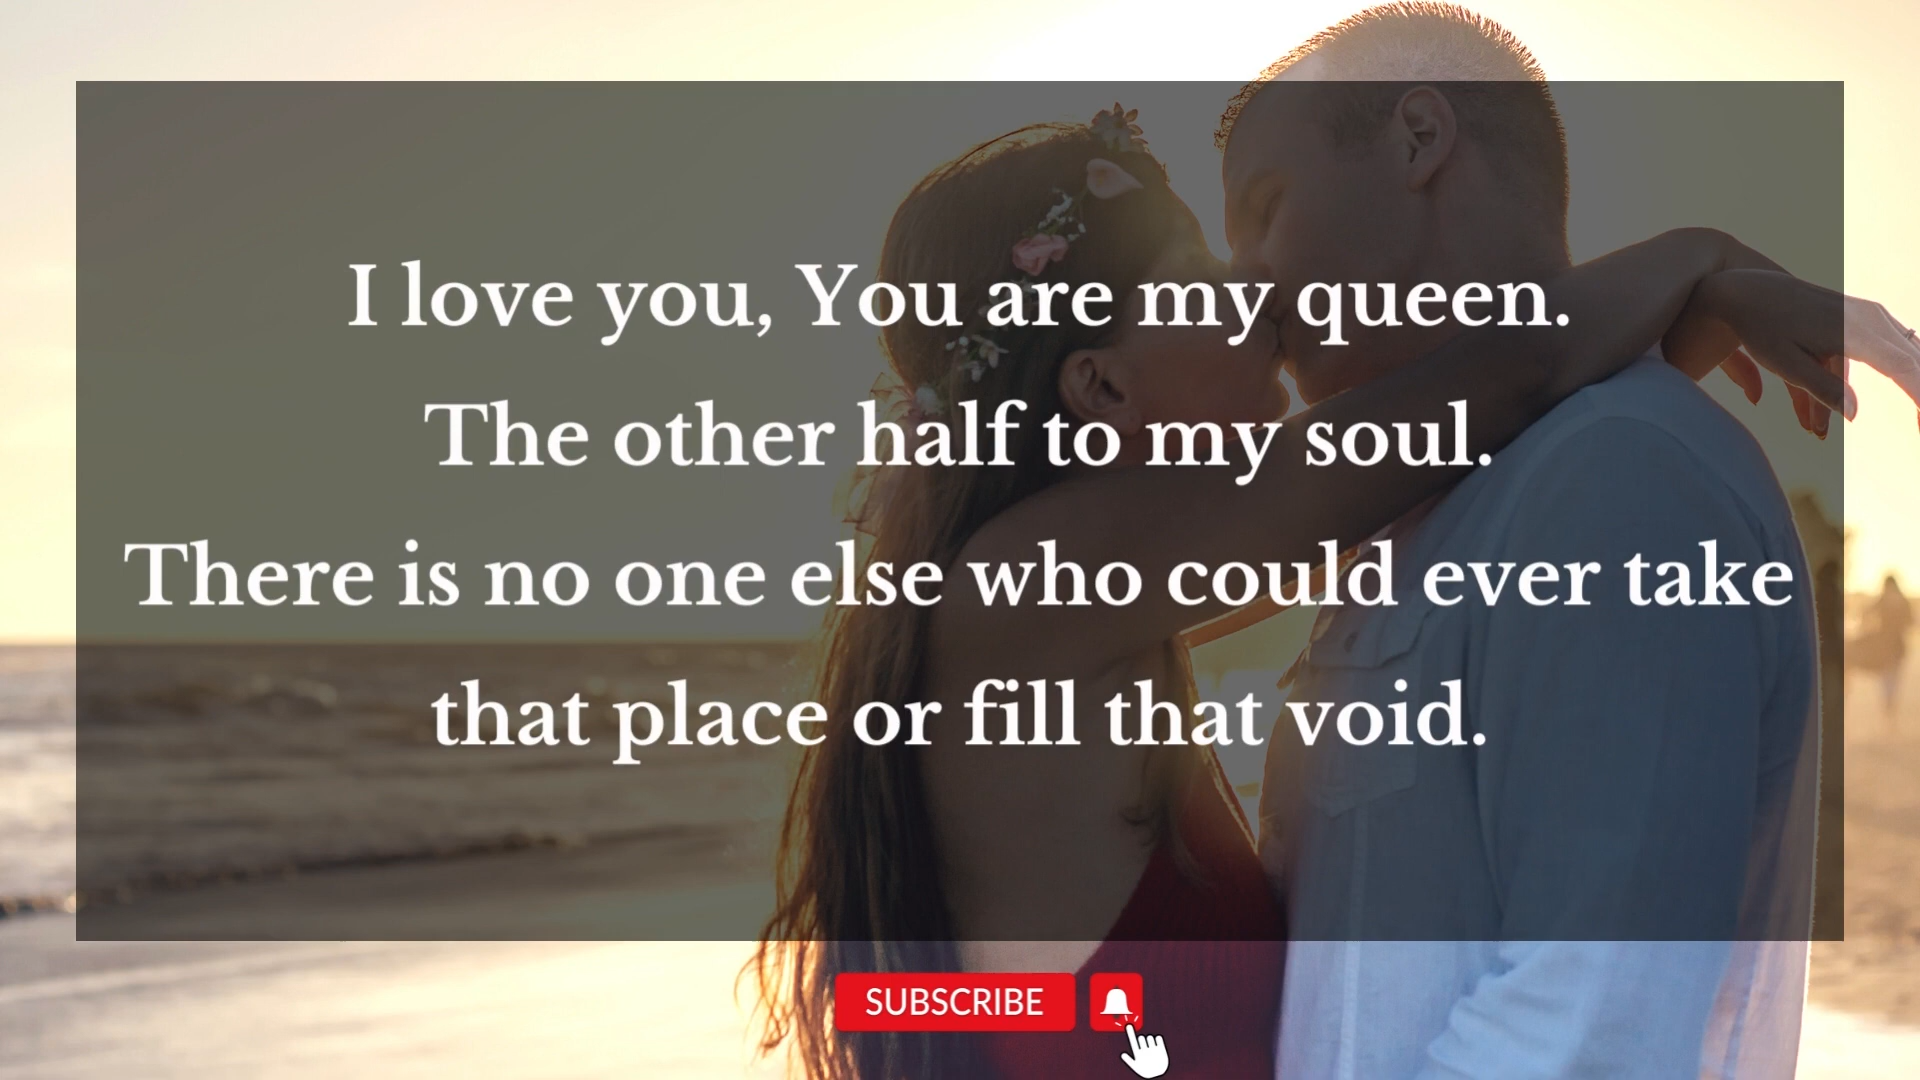 I love you, You are my queen.
The other half to my soul.
There is no one else who could ever take
that place or fill that void.
SUBSCRIBE